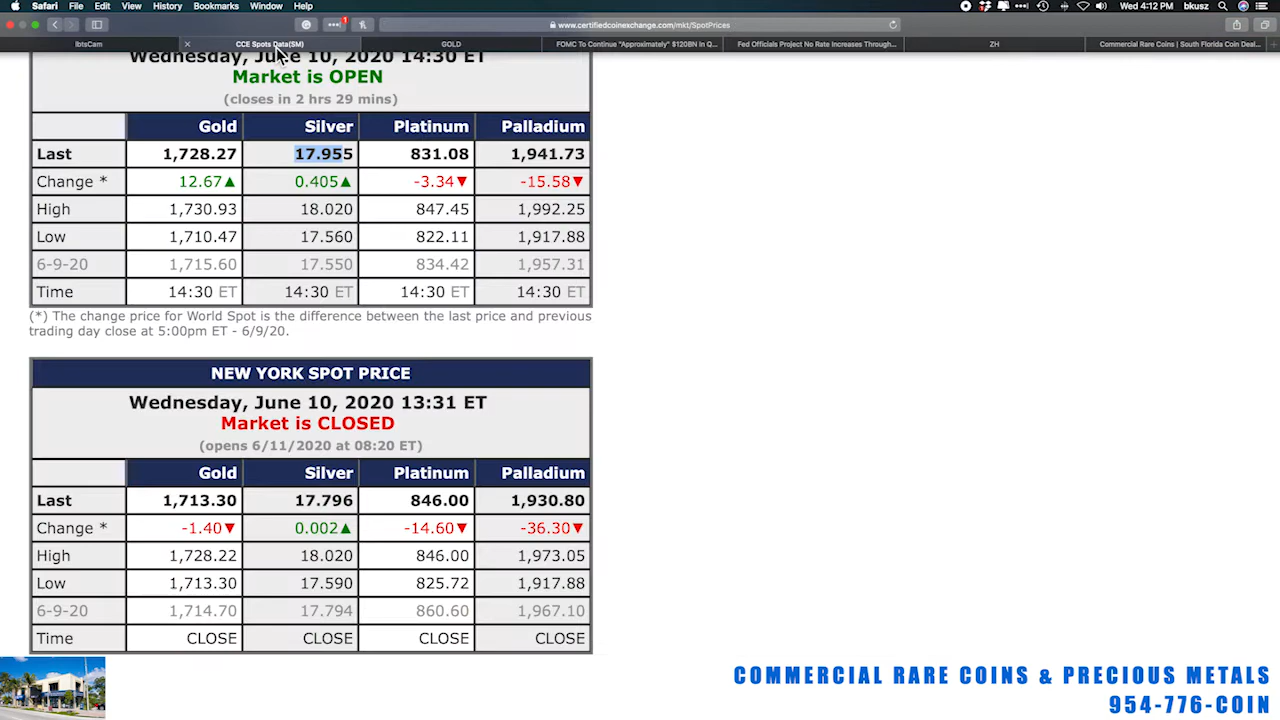 Safari File Edit View History Bookmarks Window Help Wed 4:12 PM bkusz
www.certifiedcoinexchange.com/mkt/SpotPrices
IbtsCam CCE Spots Data(SM) GOLD FOMC To Continue "Approximately" $120BN In Q... Fed Officials Project No Rate Increases Through... ZH Commercial Rare Coins | South Florida Coin Deal...
Wednesday, June 10, 2020 14:30 ET
Market is OPEN
(closes in 2 hrs 29 mins)
Gold Silver Platinum Palladium
Last 1,728.27 17.955 831.08 1,941.73
Change * 12.67▲ 0.405▲ -3.34▼ -15.58▼
High 1,730.93 18.020 847.45 1,992.25
Low 1,710.47 17.560 822.11 1,917.88
6-9-20 1,715.60 17.550 834.42 1,957.31
Time 14:30 ET 14:30 ET 14:30 ET 14:30 ET
(*) The change price for World Spot is the difference between the last price and previous
trading day close at 5:00pm ET - 6/9/20.
NEW YORK SPOT PRICE
Wednesday, June 10, 2020 13:31 ET
Market is CLOSED
(opens 6/11/2020 at 08:20 ET)
Gold Silver Platinum Palladium
Last 1,713.30 17.796 846.00 1,930.80
Change * -1.40▼ 0.002▲ -14.60▼ -36.30▼
High 1,728.22 18.020 846.00 1,973.05
Low 1,713.30 17.590 825.72 1,917.88
6-9-20 1,714.70 17.794 860.60 1,967.10
Time CLOSE CLOSE CLOSE CLOSE
COMMERCIAL RARE COINS & PRECIOUS METALS
954-776-COIN